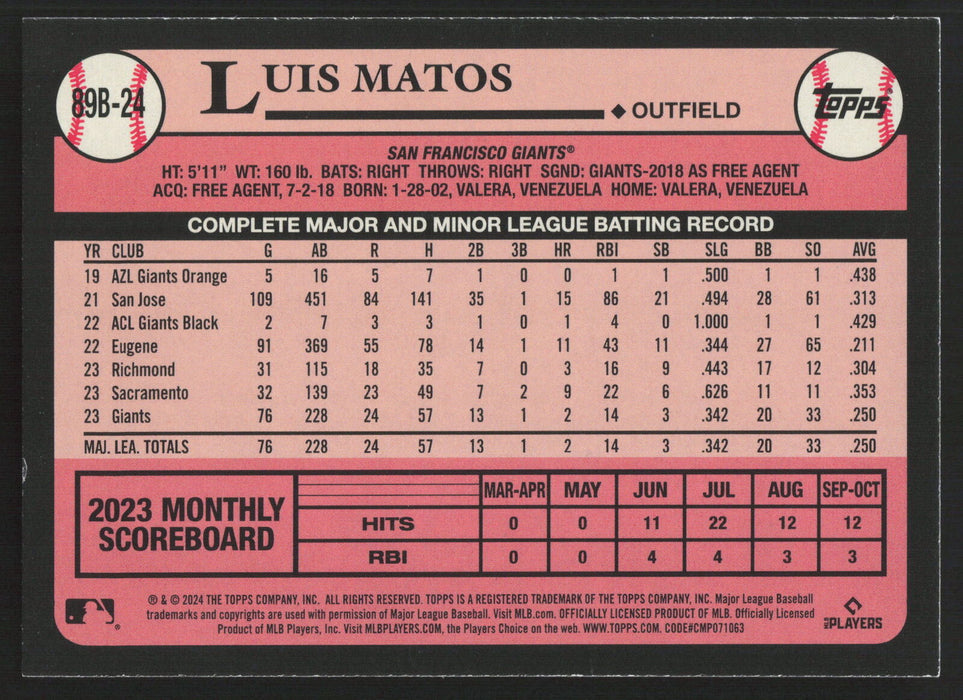 89B-24
LUIS MATOS
◆ OUTFIELD
TOPPS®
SAN FRANCISCO GIANTS®
HT: 5'11" WT: 160 lb. BATS: RIGHT THROWS: RIGHT SGND: GIANTS-2018 AS FREE AGENT
ACQ: FREE AGENT, 7-2-18 BORN: 1-28-02, VALERA, VENEZUELA HOME: VALERA, VENEZUELA
COMPLETE MAJOR AND MINOR LEAGUE BATTING RECORD
YR CLUB G AB R H 2B 3B HR RBI SB SLG BB SO AVG
19 AZL Giants Orange 5 16 5 7 1 0 0 1 1 .500 1 1 .438
21 San Jose 109 451 84 141 35 1 15 86 21 .494 28 61 .313
22 ACL Giants Black 2 7 3 3 1 0 1 4 0 1.000 1 1 .429
22 Eugene 91 369 55 78 14 1 11 43 11 .344 27 65 .211
23 Richmond 31 115 18 35 7 0 3 16 9 .443 17 12 .304
23 Sacramento 32 139 23 49 7 2 9 22 6 .626 11 11 .353
23 Giants 76 228 24 57 13 1 2 14 3 .342 20 33 .250
MAJ. LEA. TOTALS 76 228 24 57 13 1 2 14 3 .342 20 33 .250
2023 MONTHLY
SCOREBOARD
MAR-APR MAY JUN JUL AUG SEP-OCT
HITS 0 0 11 22 12 12
RBI 0 0 4 4 3 3
® & © 2024 THE TOPPS COMPANY, INC. ALL RIGHTS RESERVED. TOPPS IS A REGISTERED TRADEMARK OF THE TOPPS COMPANY, INC. Major League Baseball
trademarks and copyrights are used with permission of Major League Baseball. Visit MLB.com. OFFICIALLY LICENSED PRODUCT OF MLB. Officially Licensed
Product of MLB Players, Inc. Visit MLBPLAYERS.COM, the Players Choice on the web. WWW.TOPPS.COM. CODE#CMP071063
MLB PLAYERS